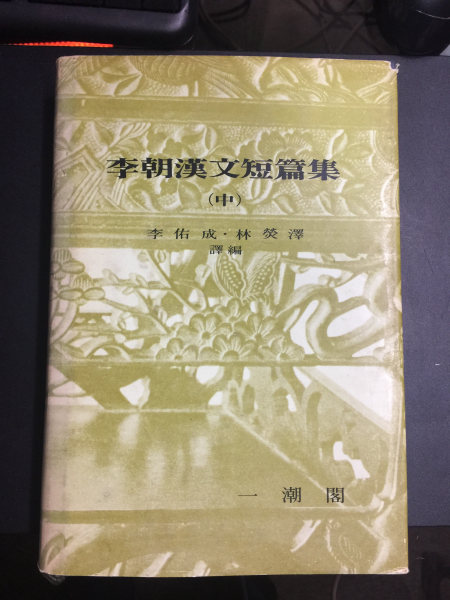 李朝漢文短篇集
(中)
李佑成·林熒澤
譯編
一潮閣